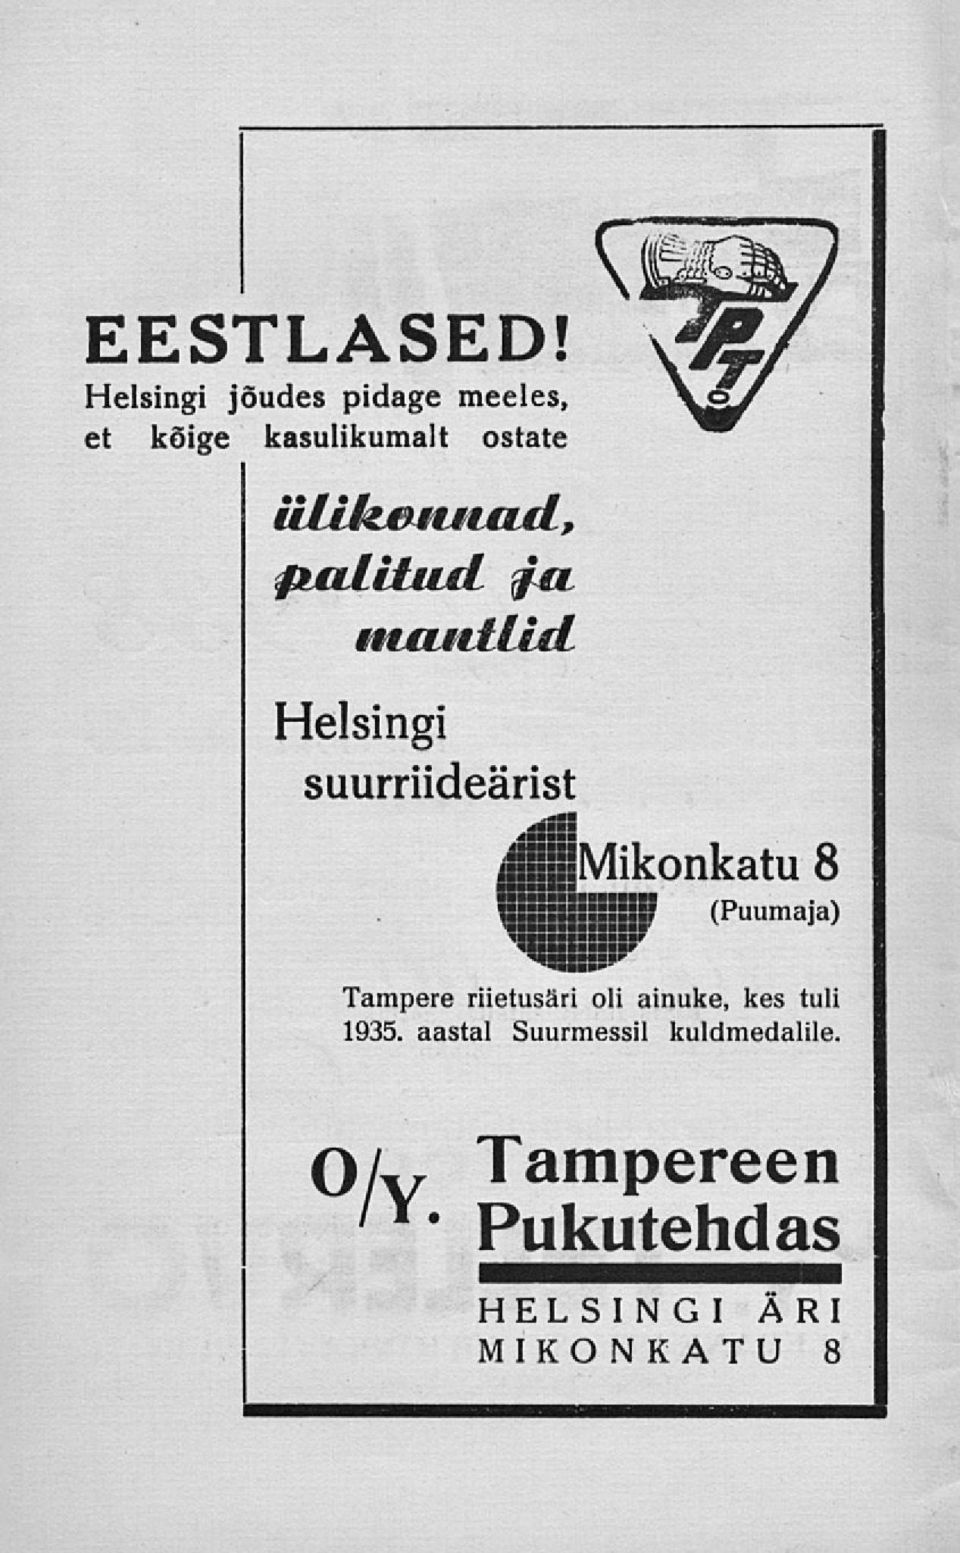 EESTLASED!
Helsingi jõudes pidage meeles,
et kõige kasulikumalt ostate
ülikonnad,
palitud ja
mantlid
Helsingi
suurriideärist
Mikonkatu 8
(Puumaja)
Tampere riietusäri oli ainuke, kes tuli
1935. aastal Suurmessil kuldmedalile.
O/Y. Tampereen
Pukutehdas
HELSINGI ÄRI
MIKONKATU 8
TPT
O